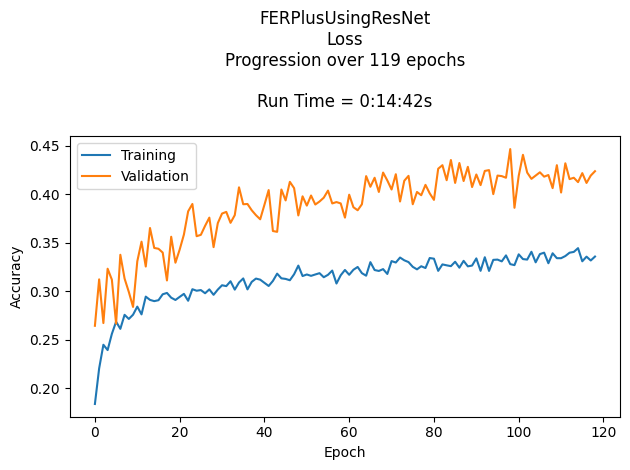 FERPlusUsingResNet
Loss
Progression over 119 epochs
Run Time = 0:14:42s
Training
Validation
Accuracy
0.45
0.40
0.35
0.30
0.25
0.20
0 20 40 60 80 100 120
Epoch